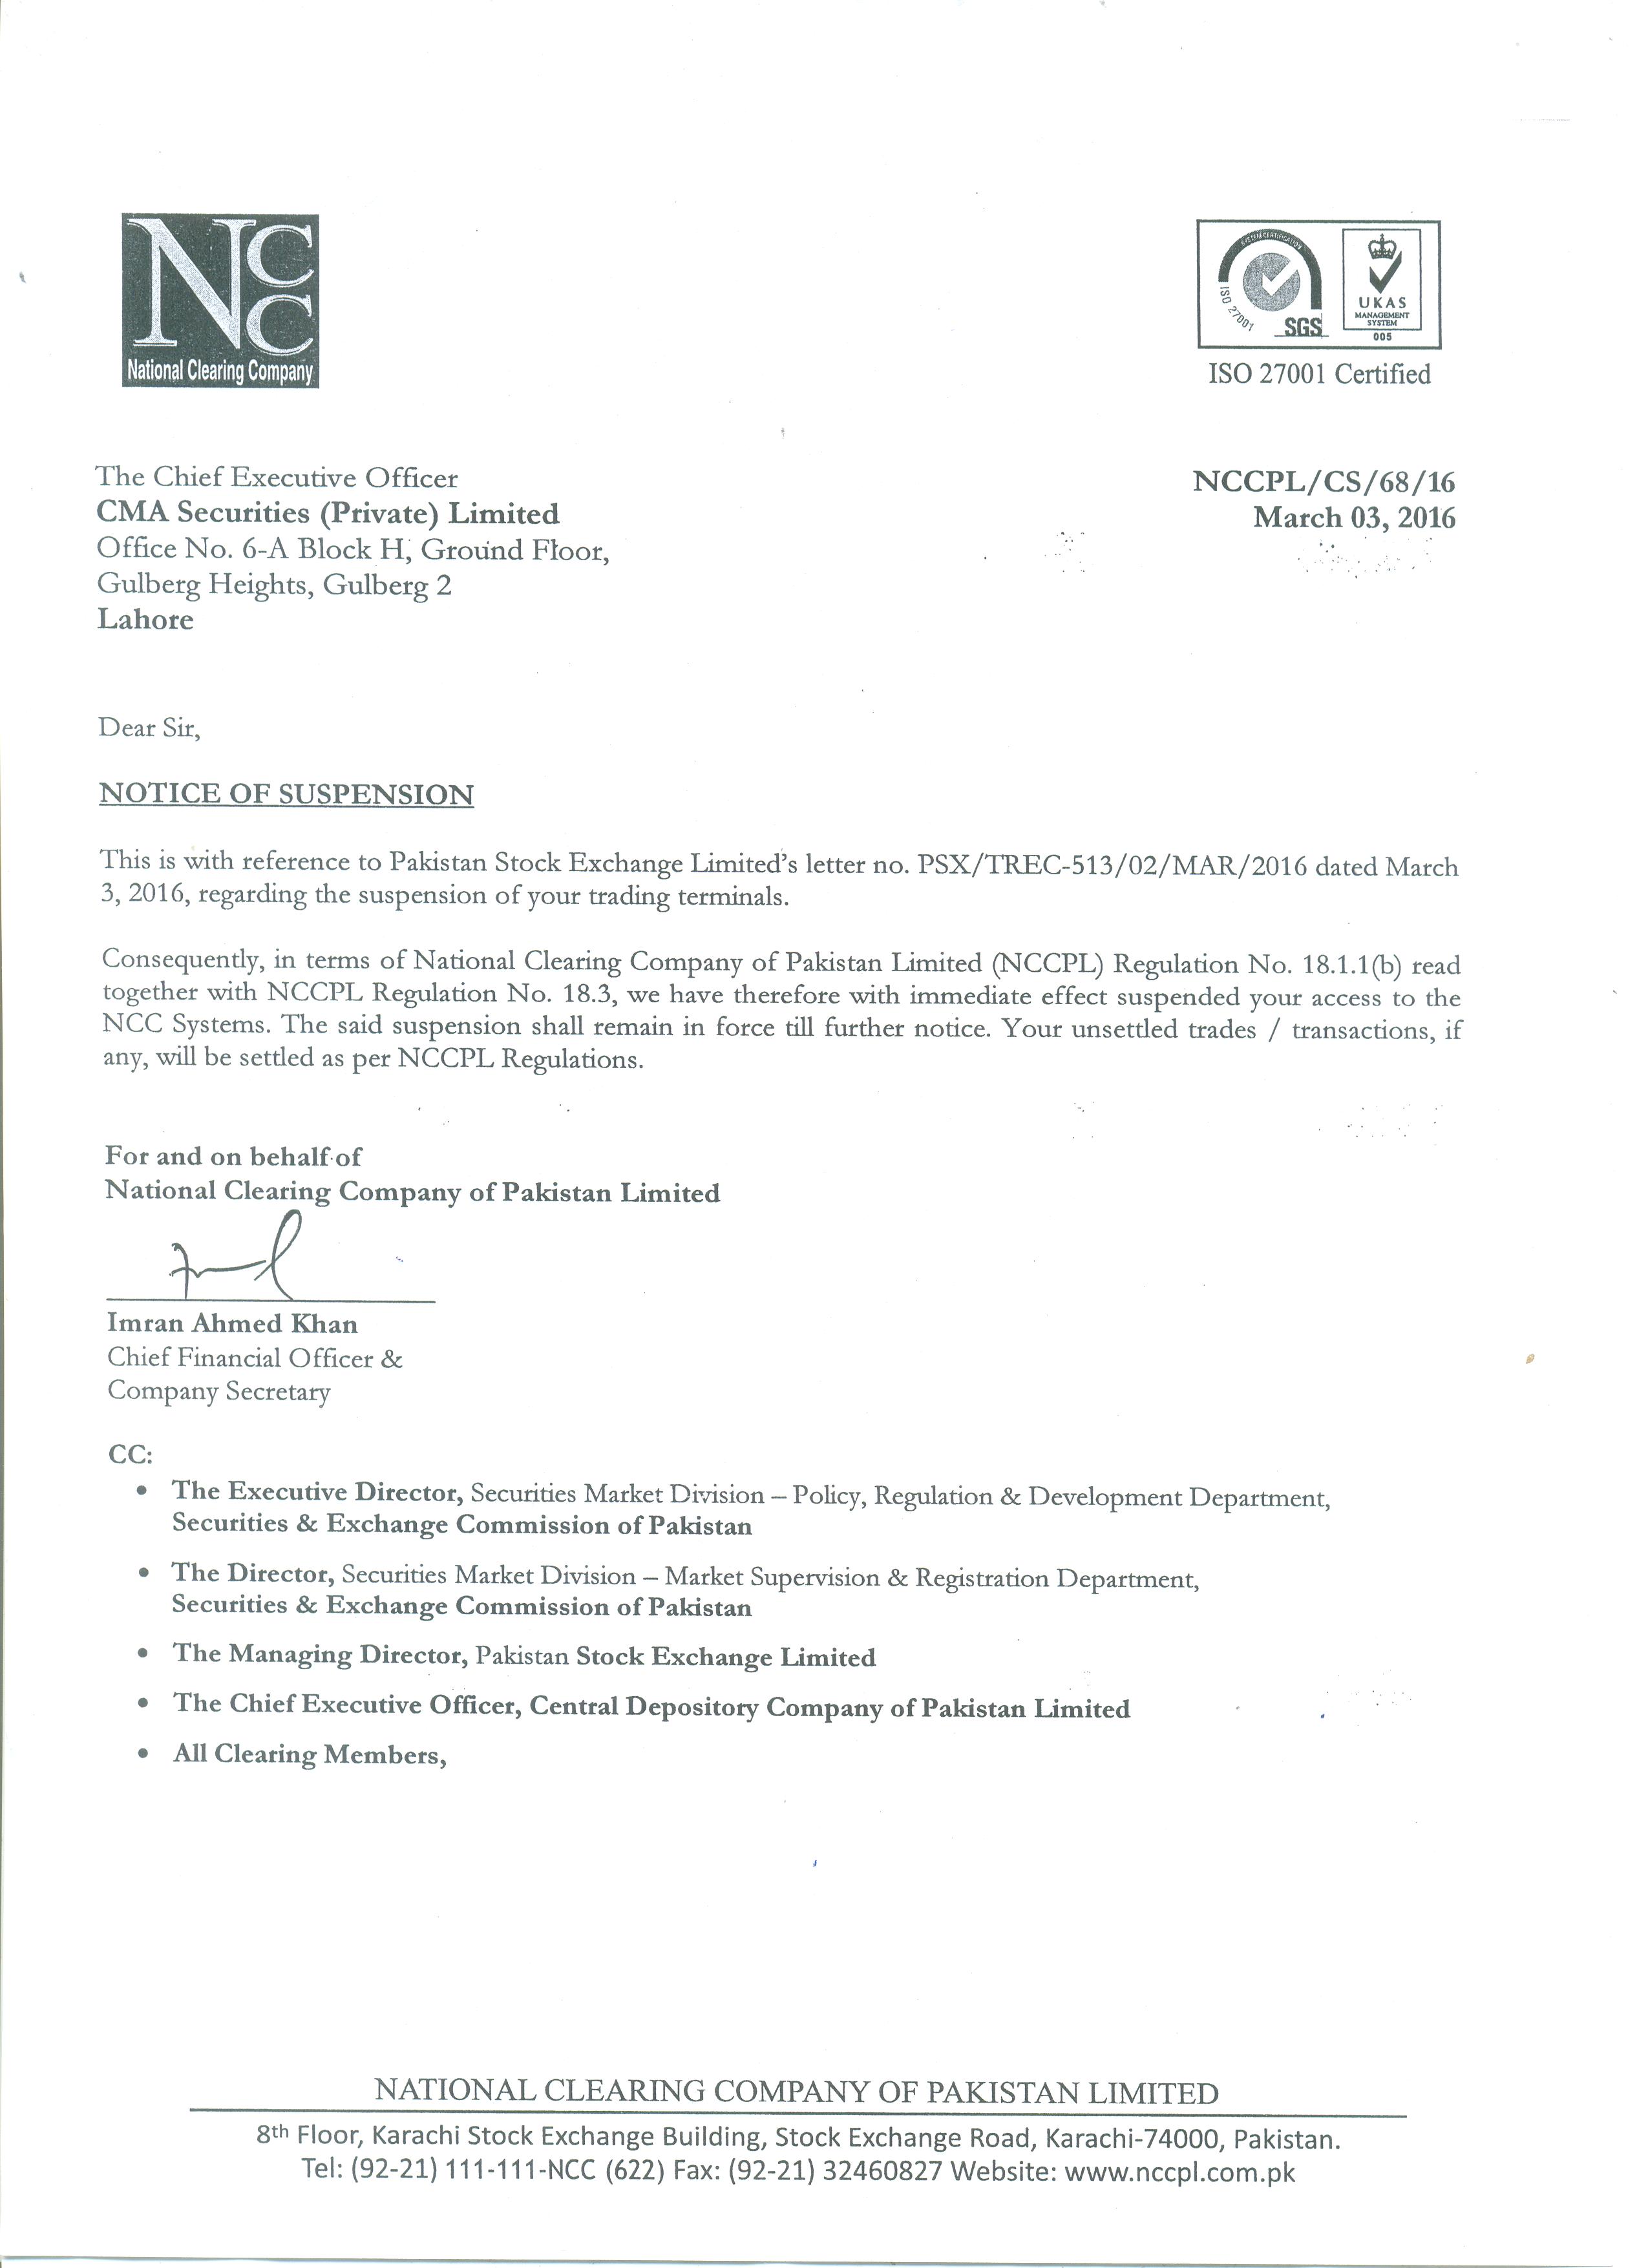 NCC
National Clearing Company
SYSTEM CERTIFICATION
ISO 27001
SGS
UKAS
MANAGEMENT
SYSTEM
005
ISO 27001 Certified
The Chief Executive Officer
CMA Securities (Private) Limited
Office No. 6-A Block H, Ground Floor,
Gulberg Heights, Gulberg 2
Lahore
NCCPL/CS/68/16
March 03, 2016
Dear Sir,
NOTICE OF SUSPENSION
This is with reference to Pakistan Stock Exchange Limited's letter no. PSX/TREC-513/02/MAR/2016 dated March
3, 2016, regarding the suspension of your trading terminals.
Consequently, in terms of National Clearing Company of Pakistan Limited (NCCPL) Regulation No. 18.1.1(b) read
together with NCCPL Regulation No. 18.3, we have therefore with immediate effect suspended your access to the
NCC Systems. The said suspension shall remain in force till further notice. Your unsettled trades / transactions, if
any, will be settled as per NCCPL Regulations.
For and on behalf of
National Clearing Company of Pakistan Limited
Imran Ahmed Khan
Chief Financial Officer &
Company Secretary
CC:
• The Executive Director, Securities Market Division – Policy, Regulation & Development Department,
Securities & Exchange Commission of Pakistan
• The Director, Securities Market Division – Market Supervision & Registration Department,
Securities & Exchange Commission of Pakistan
• The Managing Director, Pakistan Stock Exchange Limited
• The Chief Executive Officer, Central Depository Company of Pakistan Limited
• All Clearing Members,
NATIONAL CLEARING COMPANY OF PAKISTAN LIMITED
8th Floor, Karachi Stock Exchange Building, Stock Exchange Road, Karachi-74000, Pakistan.
Tel: (92-21) 111-111-NCC (622) Fax: (92-21) 32460827 Website: www.nccpl.com.pk